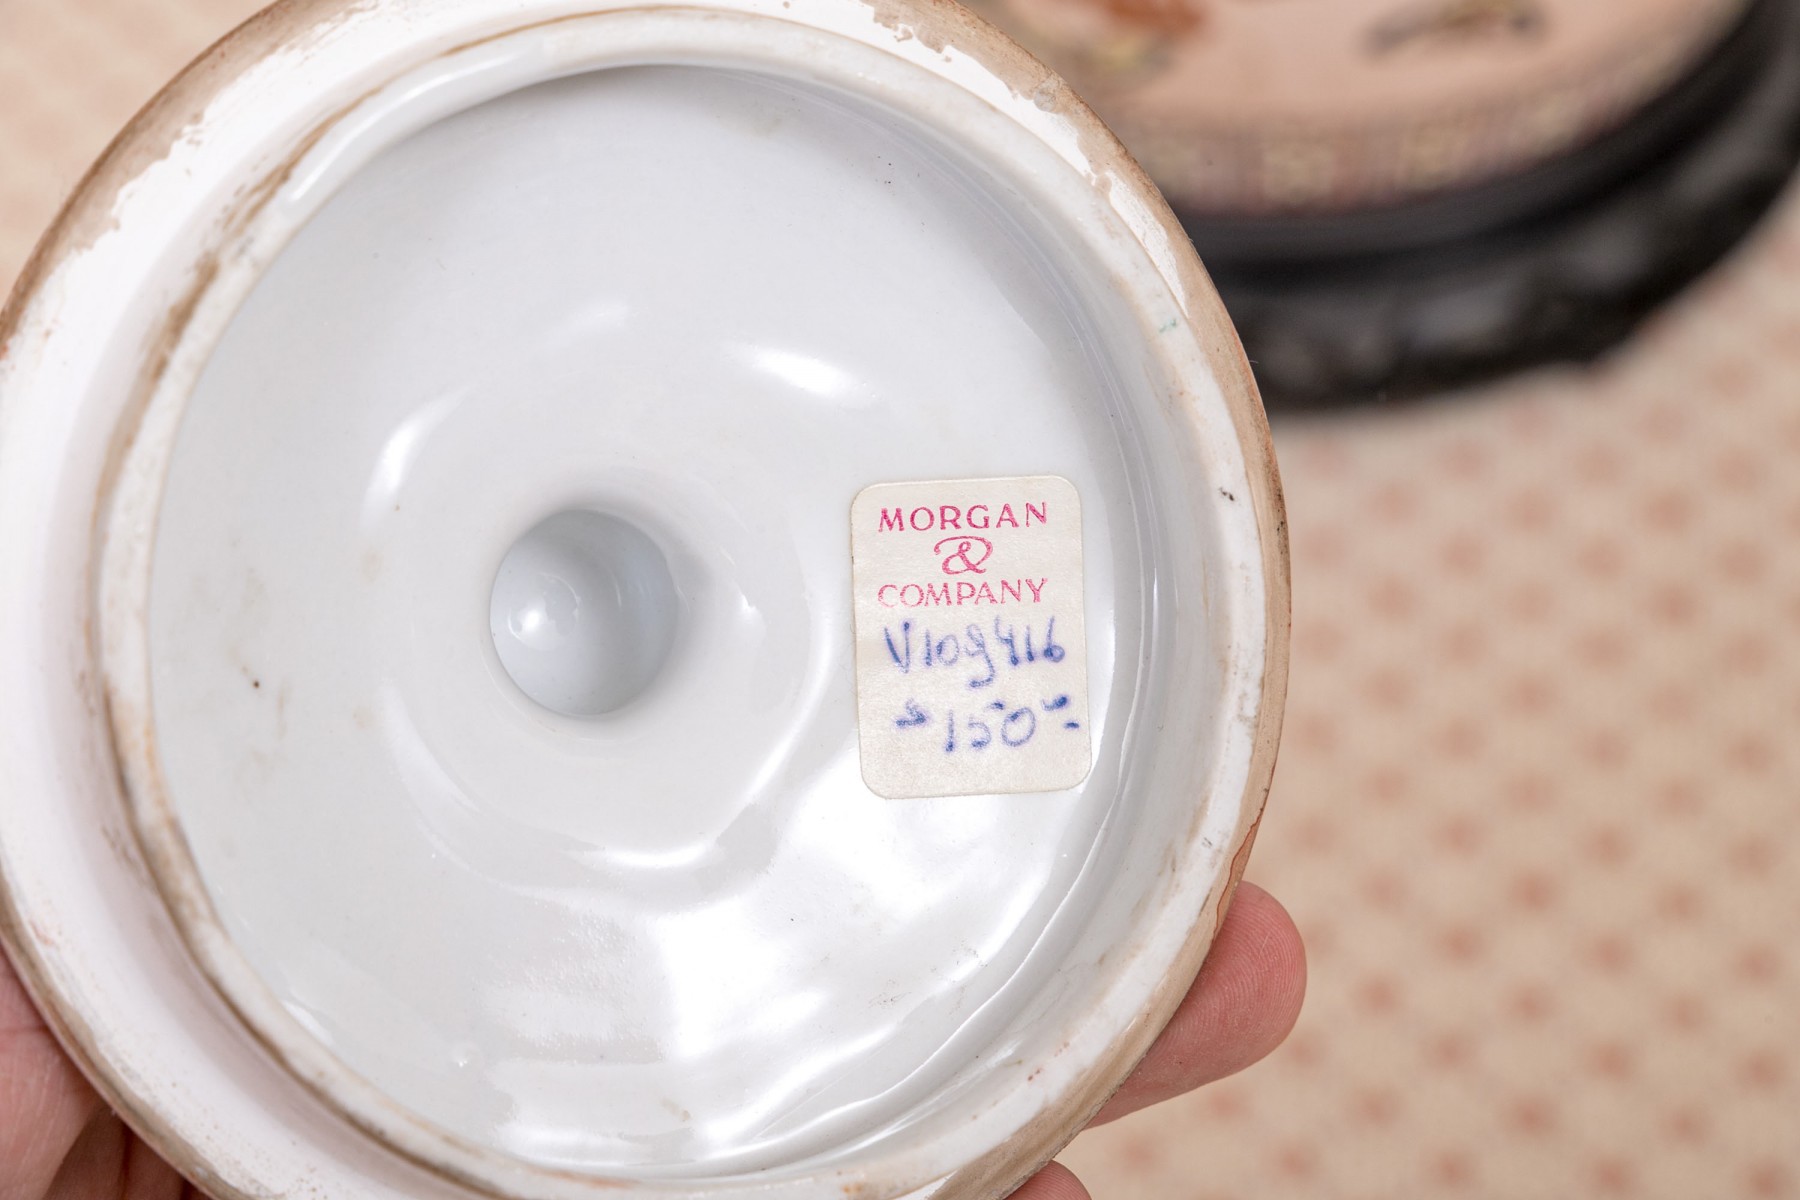 MORGAN
&
COMPANY
V109416
$150⁰⁰